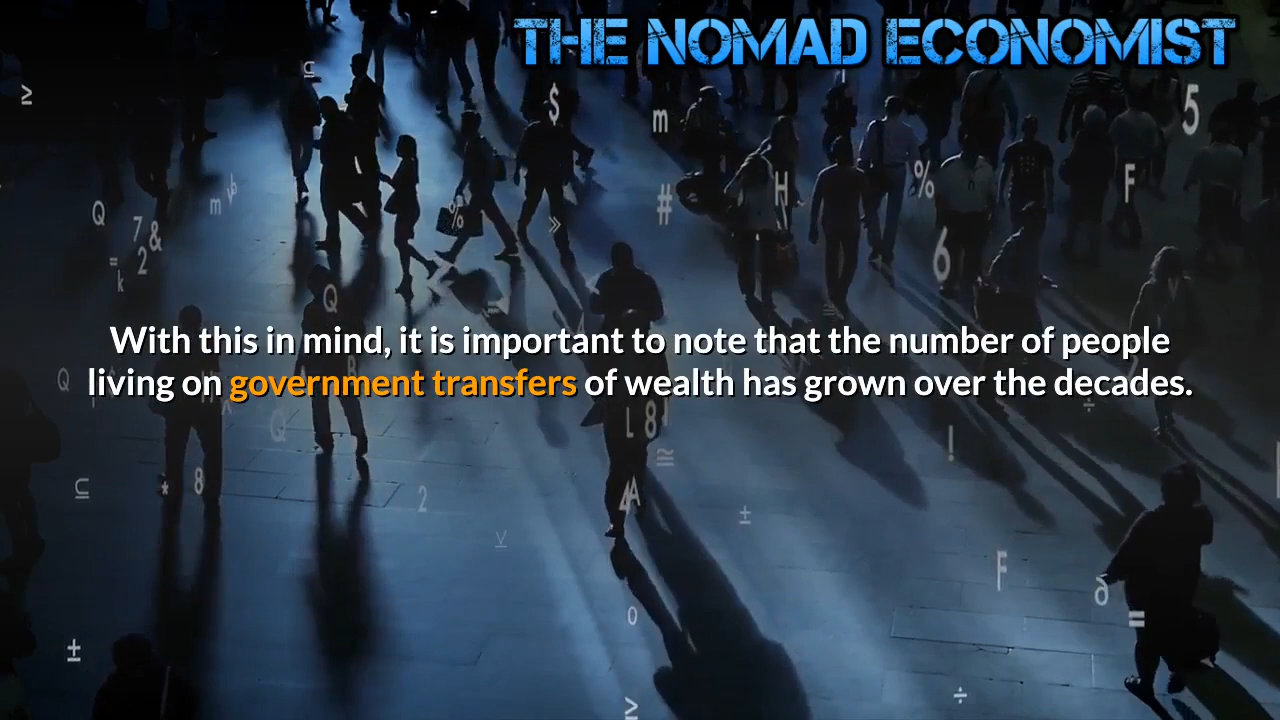 THE NOMAD ECONOMIST
With this in mind, it is important to note that the number of people
living on government transfers of wealth has grown over the decades.